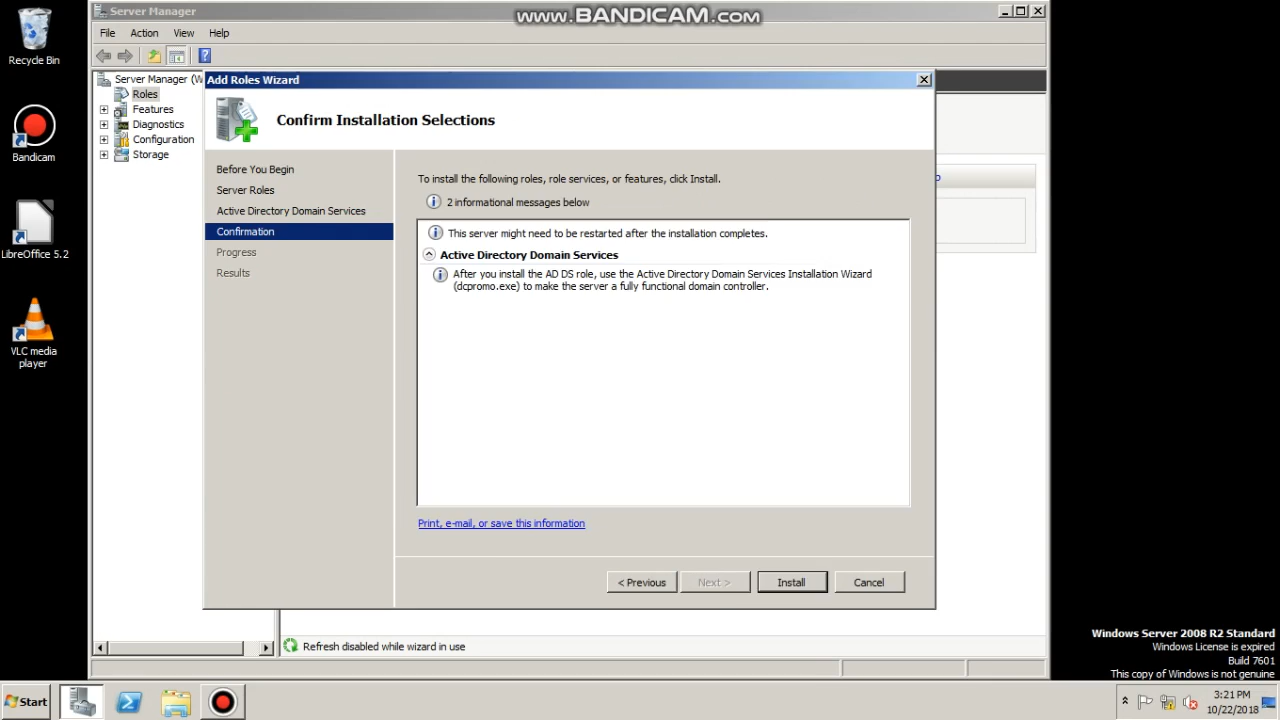 Server Manager
www.BANDICAM.com
File Action View Help
Recycle Bin
Bandicam
LibreOffice 5.2
VLC media
player
Server Manager (W
Roles
Features
Diagnostics
Configuration
Storage
Add Roles Wizard
Confirm Installation Selections
Before You Begin
Server Roles
Active Directory Domain Services
Confirmation
Progress
Results
To install the following roles, role services, or features, click Install.
2 informational messages below
This server might need to be restarted after the installation completes.
Active Directory Domain Services
After you install the AD DS role, use the Active Directory Domain Services Installation Wizard
(dcpromo.exe) to make the server a fully functional domain controller.
Print, e-mail, or save this information
< Previous Next > Install Cancel
Refresh disabled while wizard in use
Windows Server 2008 R2 Standard
Windows License is expired
Build 7601
This copy of Windows is not genuine
Start
3:21 PM
10/22/2018